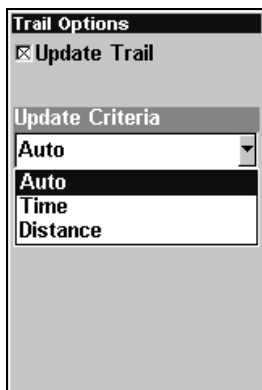 Trail Options
Update Trail
Update Criteria
Auto
Auto
Time
Distance